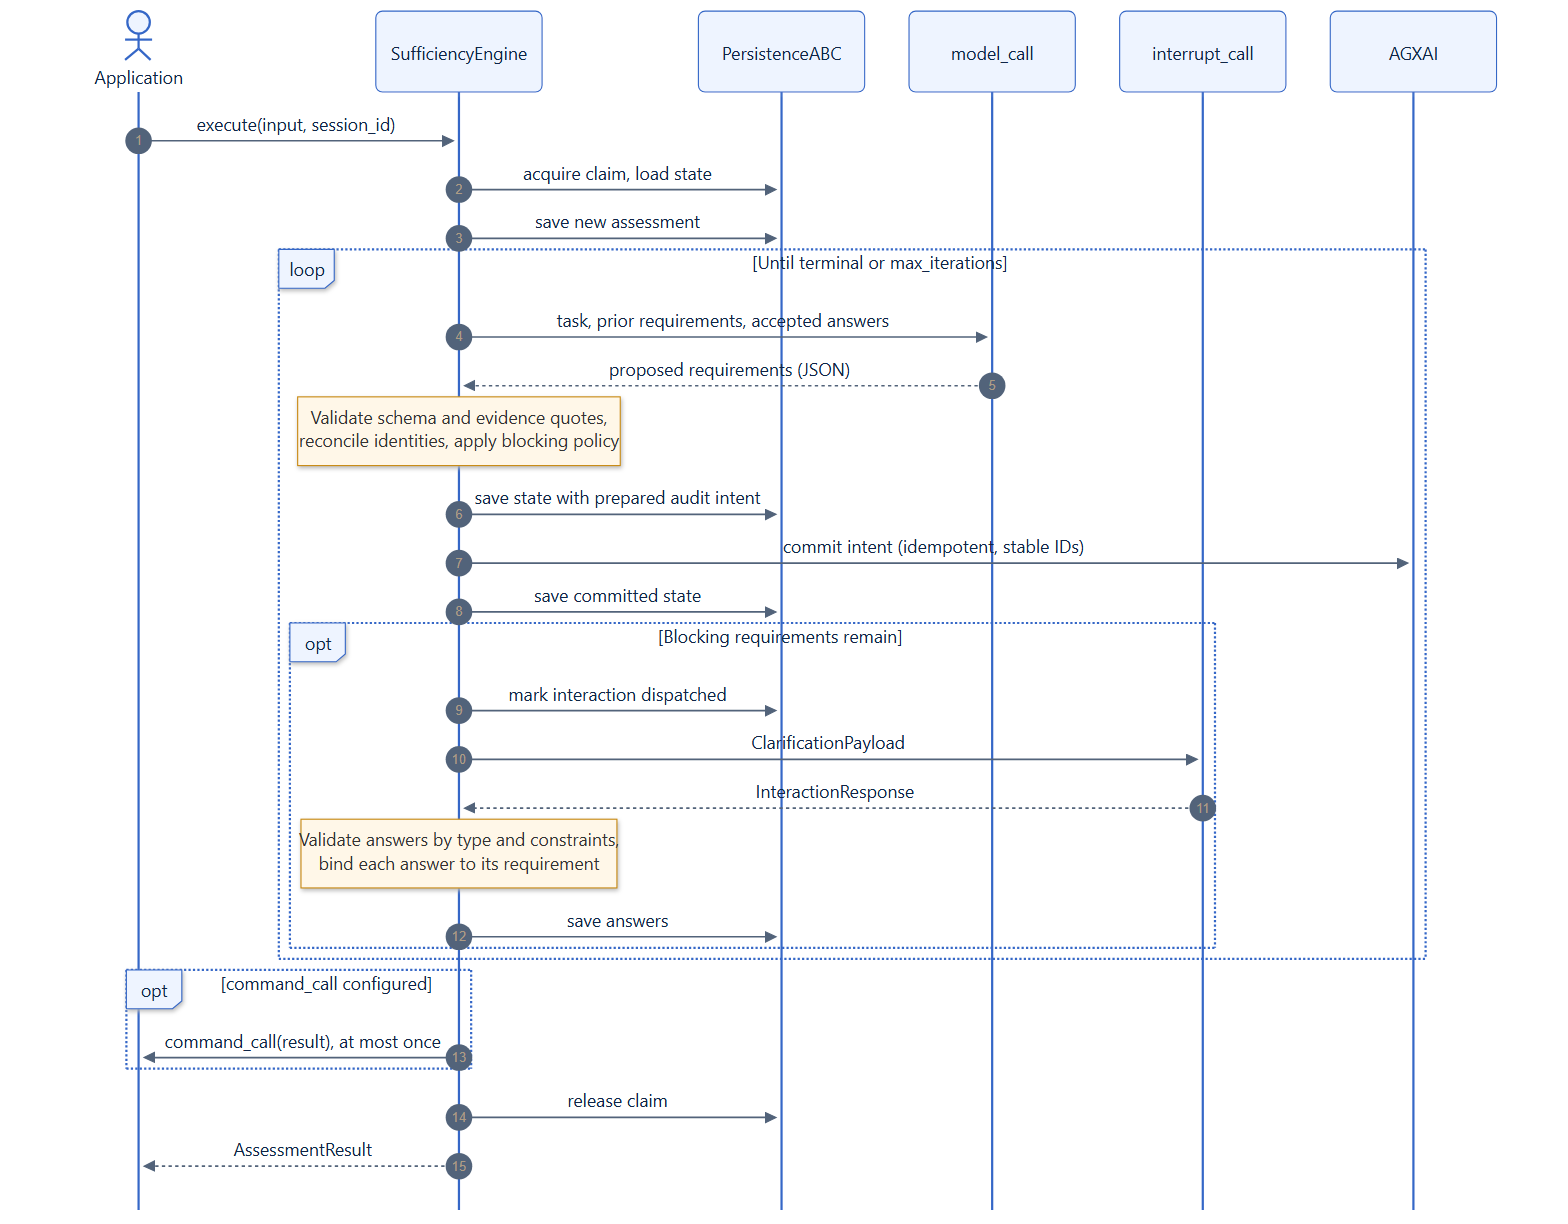 Application
SufficiencyEngine
PersistenceABC
model_call
interrupt_call
AGXAI
execute(input, session_id)
1
acquire claim, load state
2
save new assessment
3
loop
[Until terminal or max_iterations]
task, prior requirements, accepted answers
4
proposed requirements (JSON)
5
Validate schema and evidence quotes,
reconcile identities, apply blocking policy
save state with prepared audit intent
6
commit intent (idempotent, stable IDs)
7
save committed state
8
opt
[Blocking requirements remain]
mark interaction dispatched
9
ClarificationPayload
10
InteractionResponse
11
Validate answers by type and constraints,
bind each answer to its requirement
save answers
12
opt
[command_call configured]
command_call(result), at most once
13
release claim
14
AssessmentResult
15